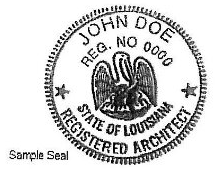 JOHN DOE
REG. NO 0000
STATE OF LOUISIANA
REGISTERED ARCHITECT
Sample Seal